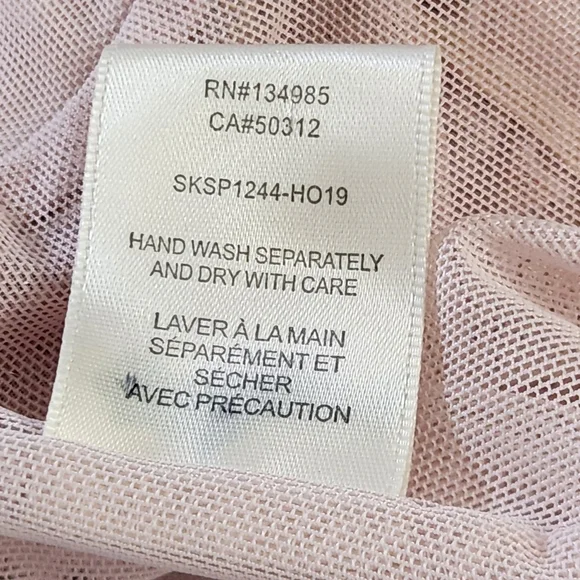 RN#134985
CA#50312
SKSP1244-HO19
HAND WASH SEPARATELY
AND DRY WITH CARE
LAVER À LA MAIN
SÉPARÉMENT ET
SÉCHER
AVEC PRÉCAUTION